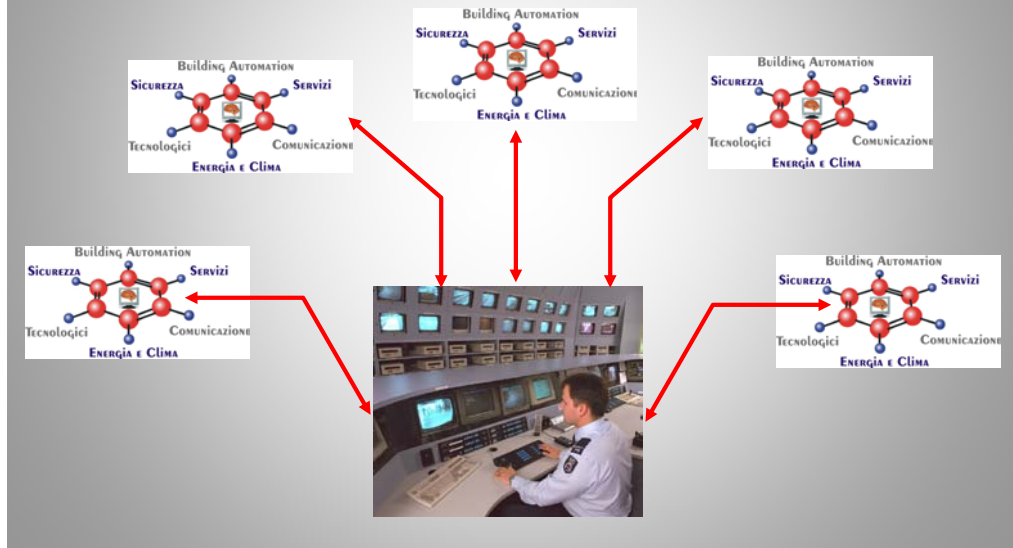 Building Automation
Sicurezza
Servizi
Tecnologici
Comunicazione
Energia e Clima
Building Automation
Sicurezza
Servizi
Tecnologici
Comunicazione
Energia e Clima
Building Automation
Sicurezza
Servizi
Tecnologici
Comunicazione
Energia e Clima
Building Automation
Sicurezza
Servizi
Tecnologici
Comunicazione
Energia e Clima
Building Automation
Sicurezza
Servizi
Tecnologici
Comunicazione
Energia e Clima